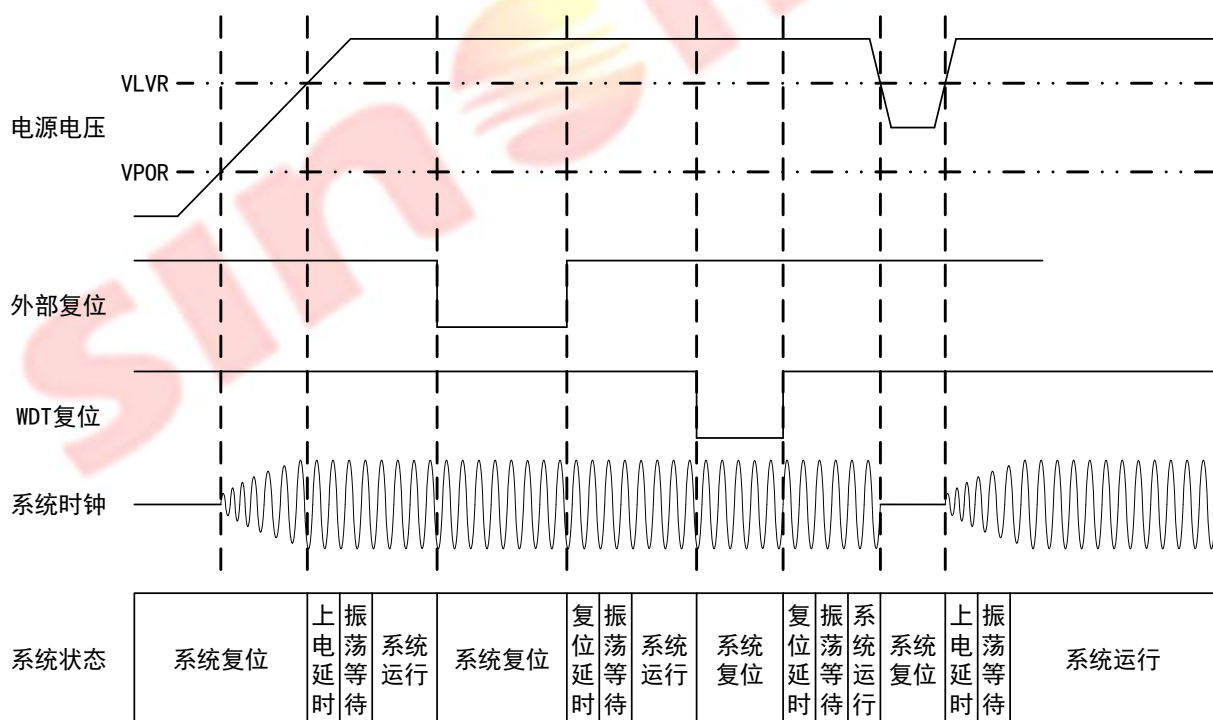 VLVR
电源电压
VPOR
外部复位
WDT复位
系统时钟
系统状态
系统复位
上电延时
振荡等待
系统
运行
系统复位
复位延时
振荡等待
系统
运行
系统
复位
复位延时
振荡等待
系统运行
系统
复位
上电延时
振荡等待
系统运行